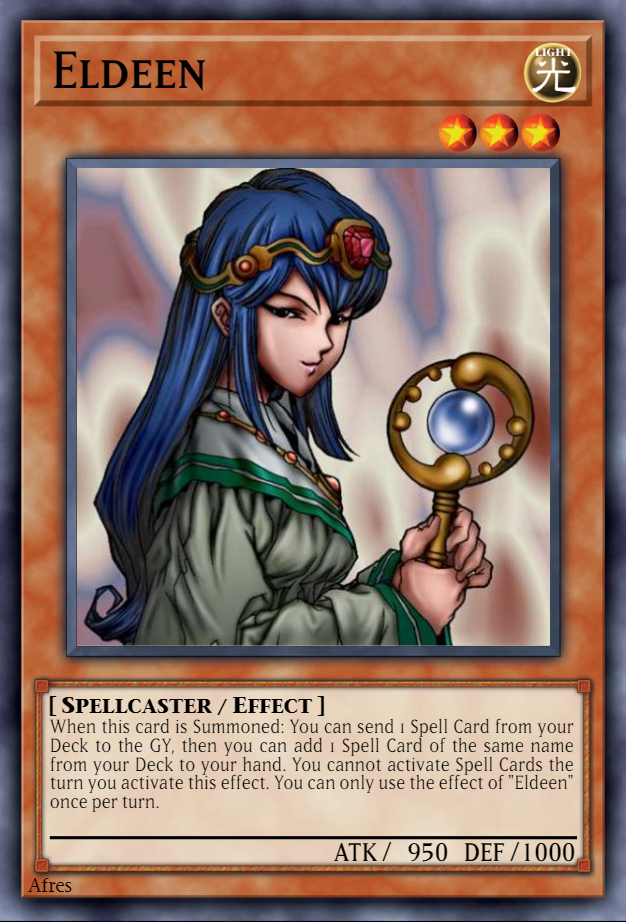 Eldeen
LIGHT
光
[ Spellcaster / Effect ]
When this card is Summoned: You can send 1 Spell Card from your
Deck to the GY, then you can add 1 Spell Card of the same name
from your Deck to your hand. You cannot activate Spell Cards the
turn you activate this effect. You can only use the effect of "Eldeen"
once per turn.
ATK / 950 DEF /1000
Afres